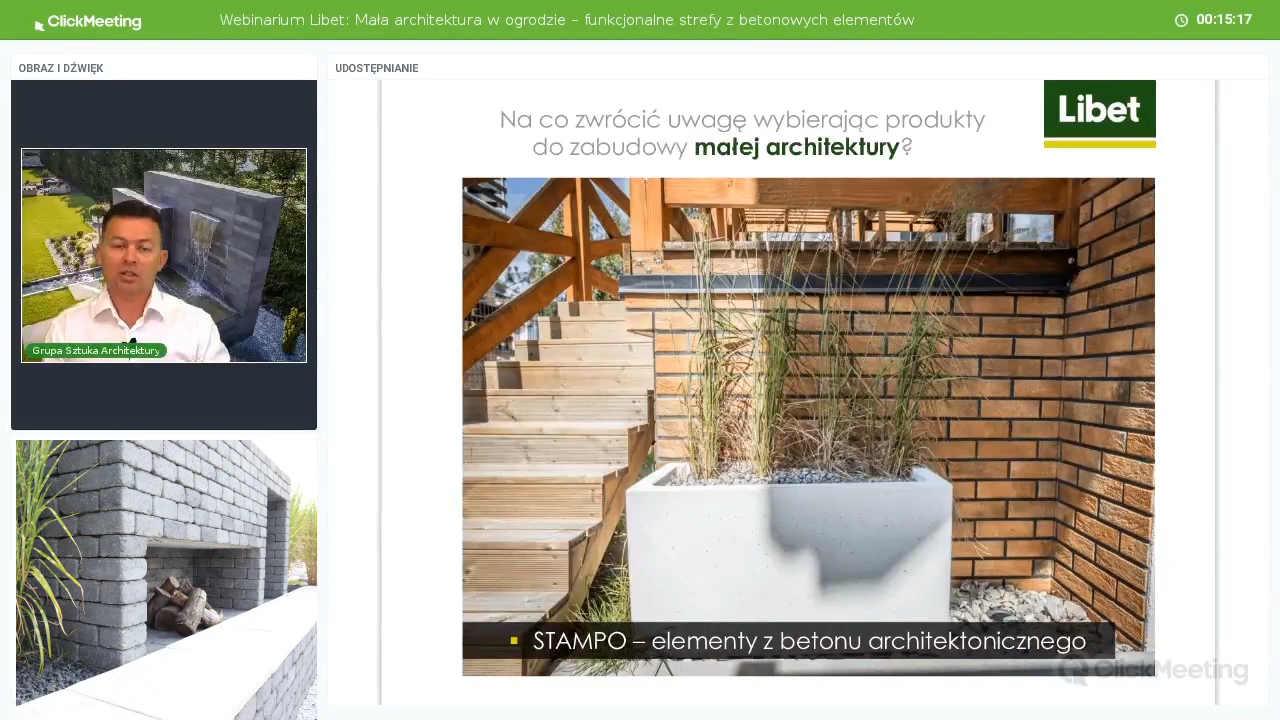 ClickMeeting
Webinarium Libet: Mała architektura w ogrodzie – funkcjonalne strefy z betonowych elementów
00:15:17
OBRAZ I DŹWIĘK
UDOSTĘPNIANIE
Grupa Sztuka Architektury
Na co zwrócić uwagę wybierając produkty
do zabudowy małej architektury?
Libet
▪ STAMPO – elementy z betonu architektonicznego
ClickMeeting